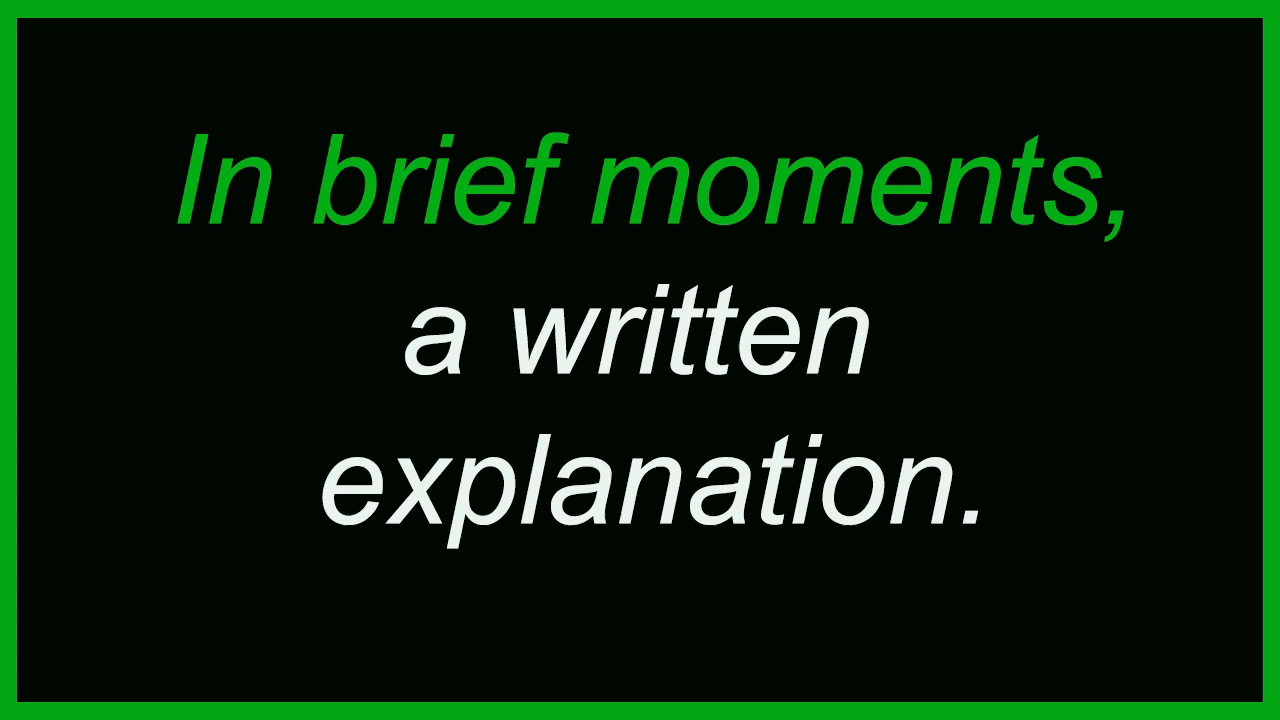 In brief moments,
a written
explanation.